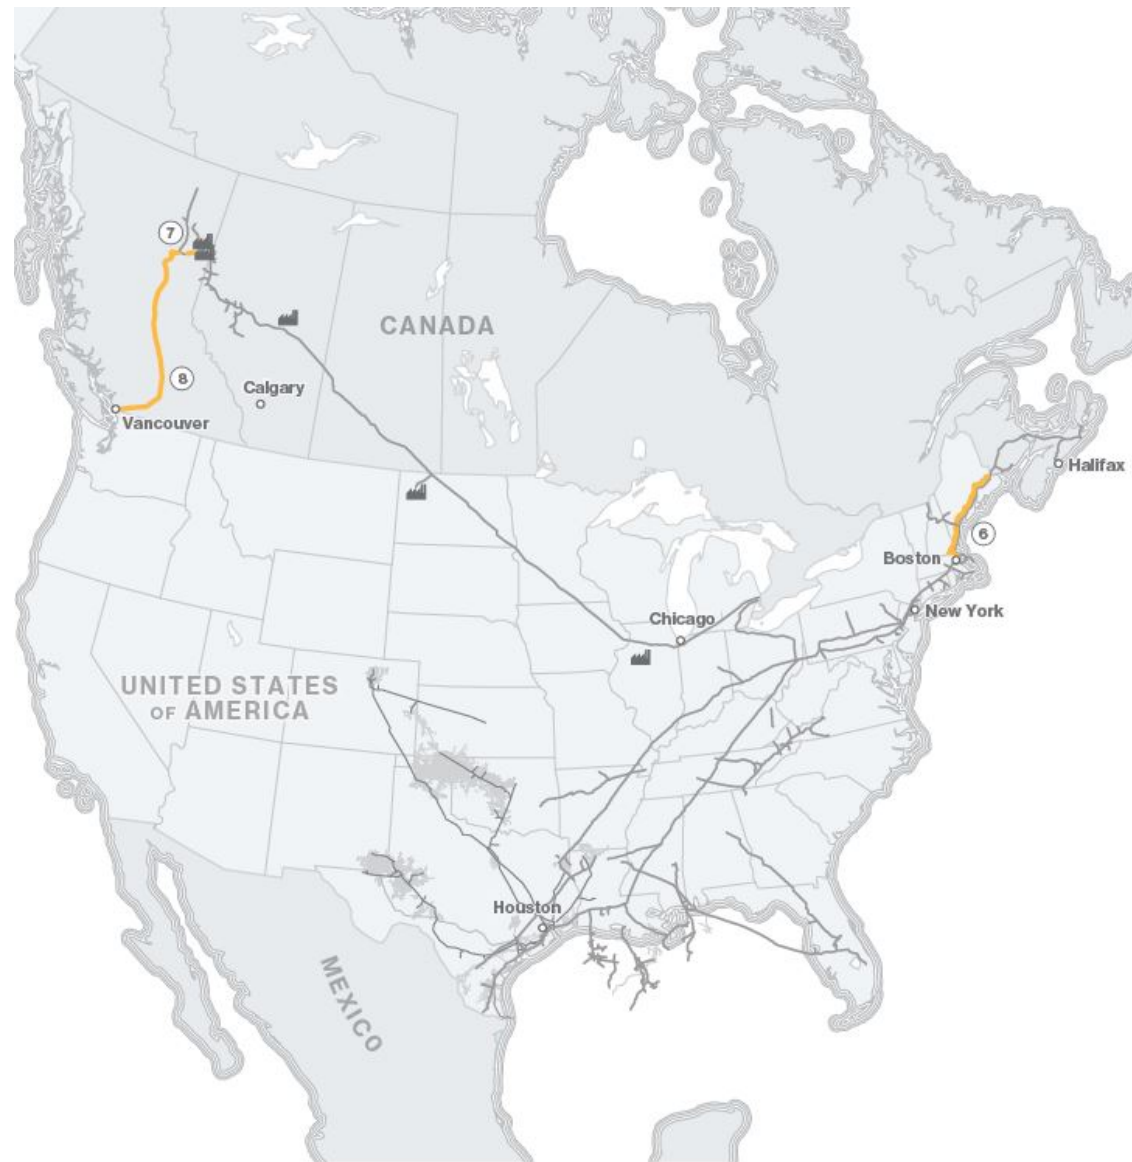 7
CANADA
8
Calgary
Vancouver
Halifax
6
Boston
New York
Chicago
UNITED STATES
OF AMERICA
Houston
MEXICO